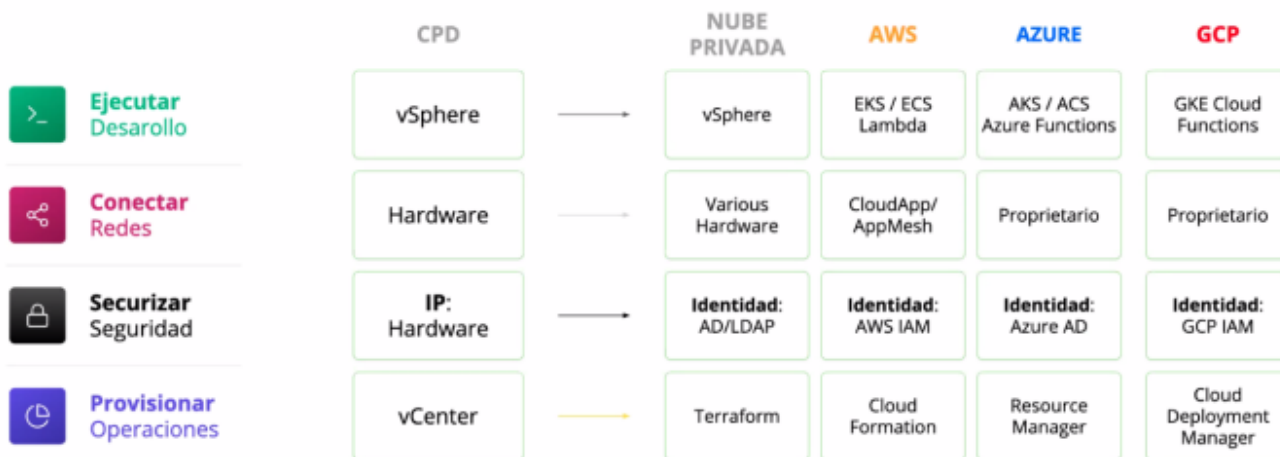 CPD
NUBE
PRIVADA
AWS
AZURE
GCP
>_
Ejecutar
Desarollo
vSphere
vSphere
EKS / ECS
Lambda
AKS / ACS
Azure Functions
GKE Cloud
Functions
Conectar
Redes
Hardware
Various
Hardware
CloudApp/
AppMesh
Proprietario
Proprietario
Securizar
Seguridad
IP:
Hardware
Identidad:
AD/LDAP
Identidad:
AWS IAM
Identidad:
Azure AD
Identidad:
GCP IAM
Provisionar
Operaciones
vCenter
Terraform
Cloud
Formation
Resource
Manager
Cloud
Deployment
Manager